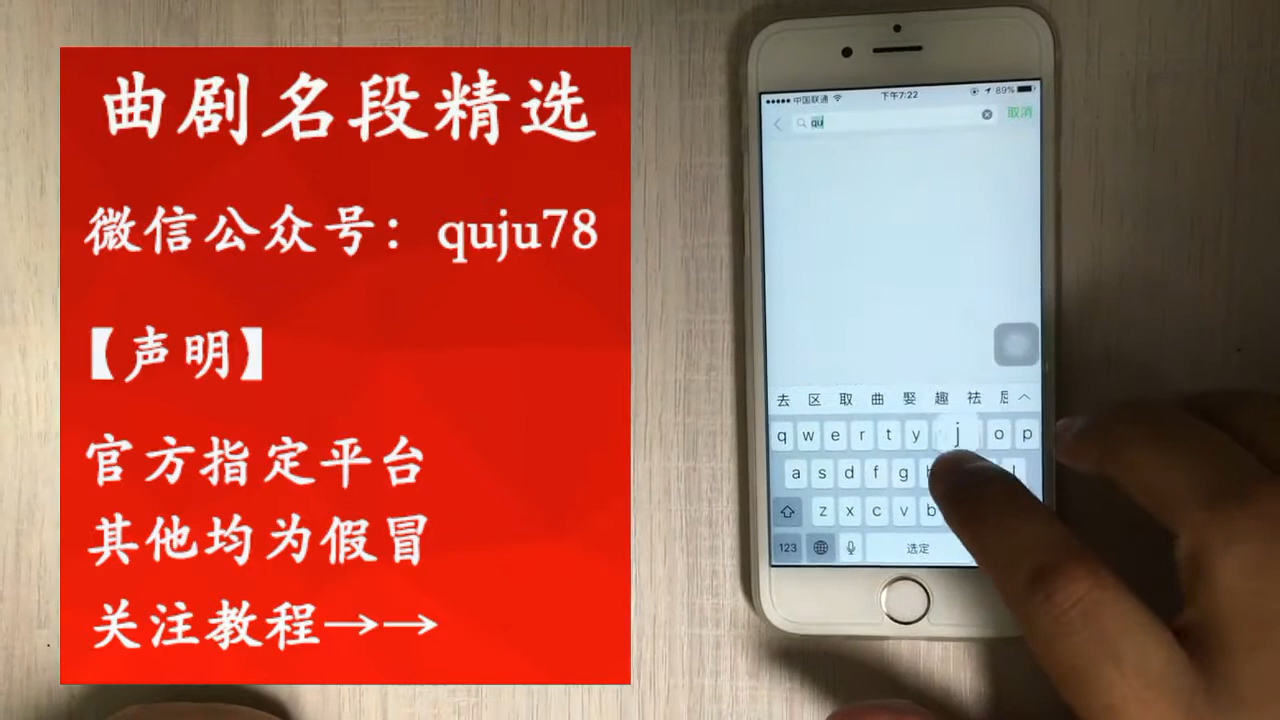 曲剧名段精选
微信公众号：quju78
【声明】
官方指定平台
其他均为假冒
关注教程→→
中国联通 下午7:22 89%
qu 取消
去 区 取 曲 娶 趣 祛
q w e r t y j o p
a s d f g
z x c v b
123 选定